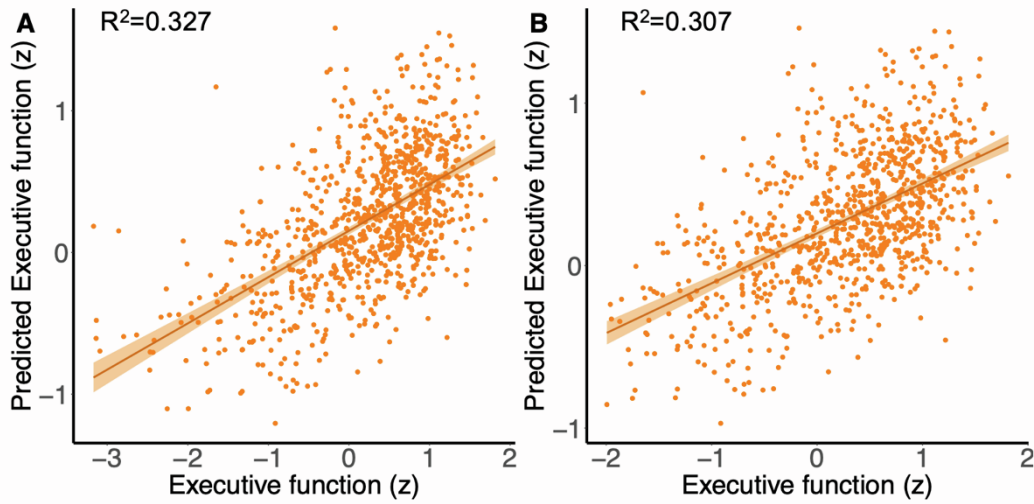 A
R²=0.327
Predicted Executive function (z)
1
0
−1
−3
−2
−1
0
1
2
Executive function (z)
B
R²=0.307
Predicted Executive function (z)
1
0
−1
−2
−1
0
1
2
Executive function (z)